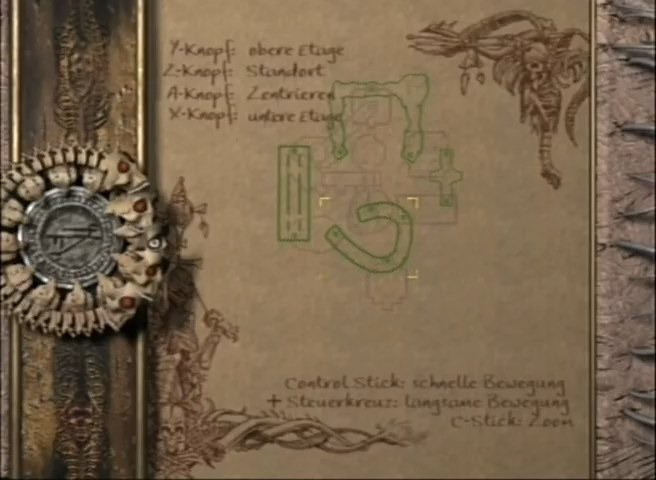 Y-Knopf: obere Etage
Z-Knopf: Standort
A-Knopf: Zentrieren
X-Knopf: untere Etage
Control Stick: schnelle Bewegung
+ Steuerkreuz: langsame Bewegung
C-Stick: Zoom